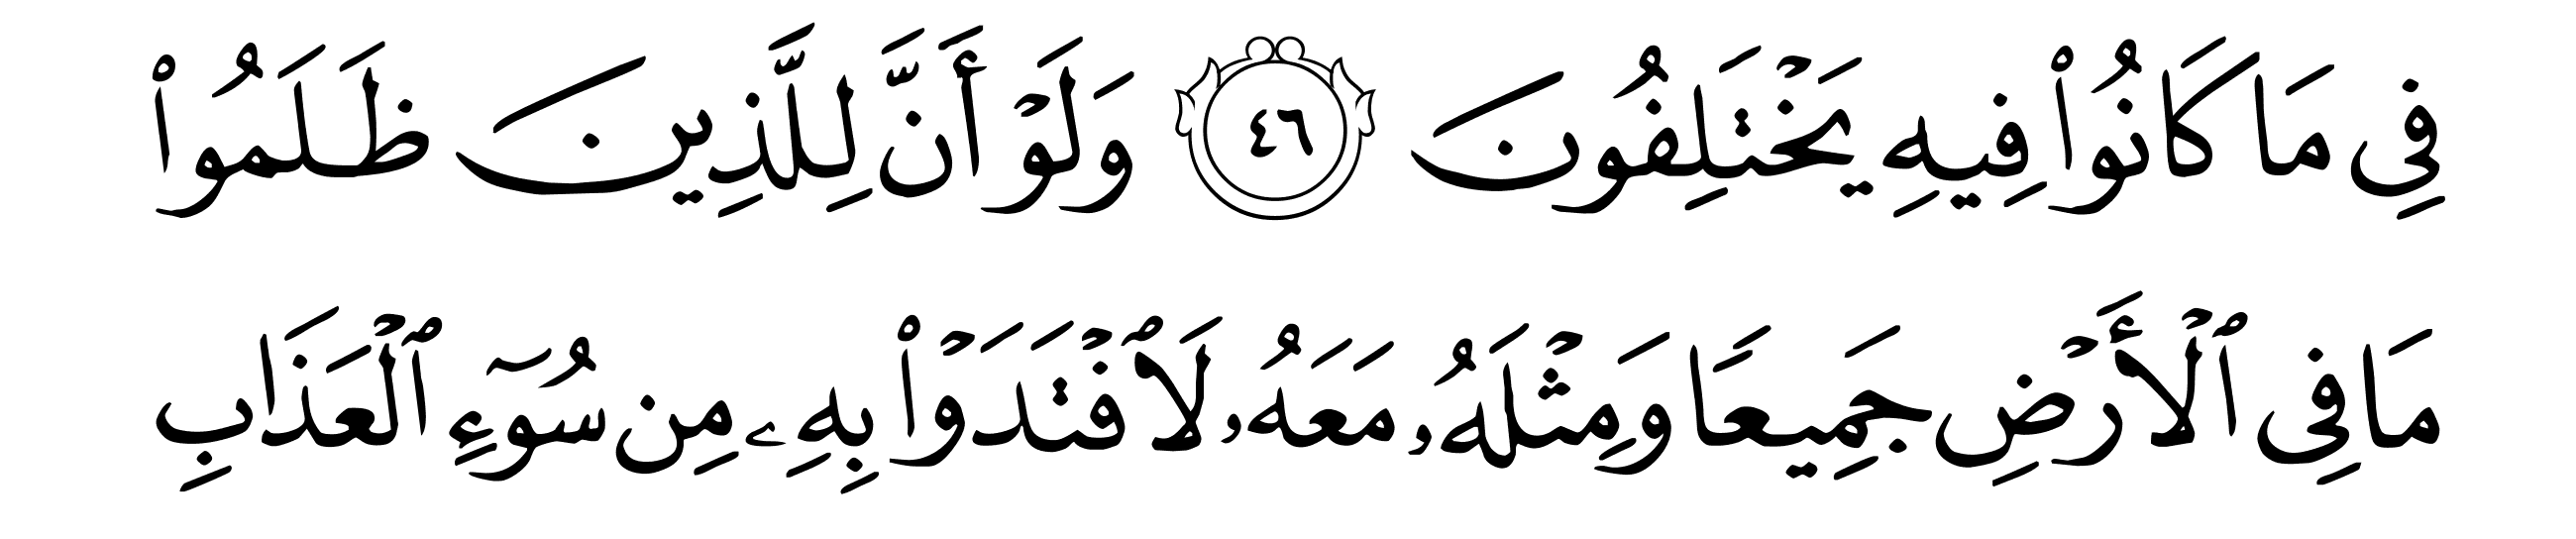 فِي مَا كَانُوا۟ فِيهِ يَخْتَلِفُونَ ٤٦ وَلَوْ أَنَّ لِلَّذِينَ ظَلَمُوا۟
مَا فِي ٱلْأَرْضِ جَمِيعًا وَمِثْلَهُۥ مَعَهُۥ لَٱفْتَدَوْا۟ بِهِۦ مِن سُوٓءِ ٱلْعَذَابِ